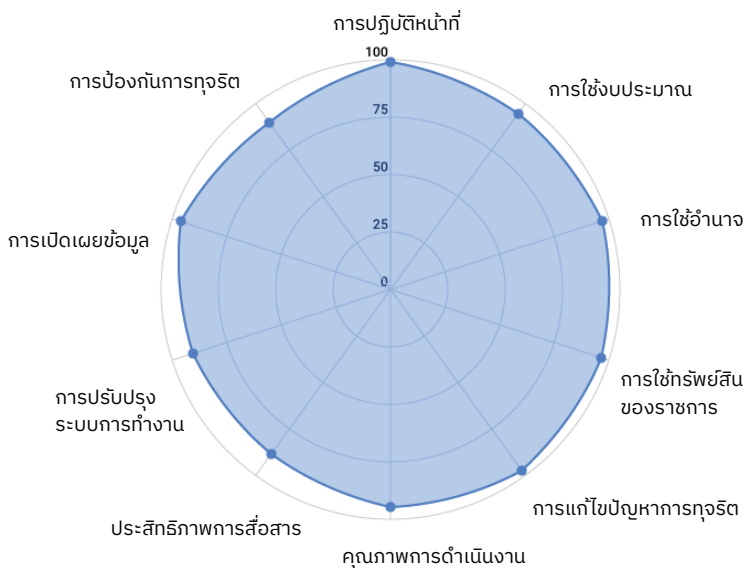 การปฏิบัติหน้าที่
100
การป้องกันการทุจริต
การใช้งบประมาณ
75
50
การใช้อำนาจ
25
การเปิดเผยข้อมูล
0
การใช้ทรัพย์สิน
ของราชการ
การปรับปรุง
ระบบการทำงาน
การแก้ไขปัญหาการทุจริต
ประสิทธิภาพการสื่อสาร
คุณภาพการดำเนินงาน